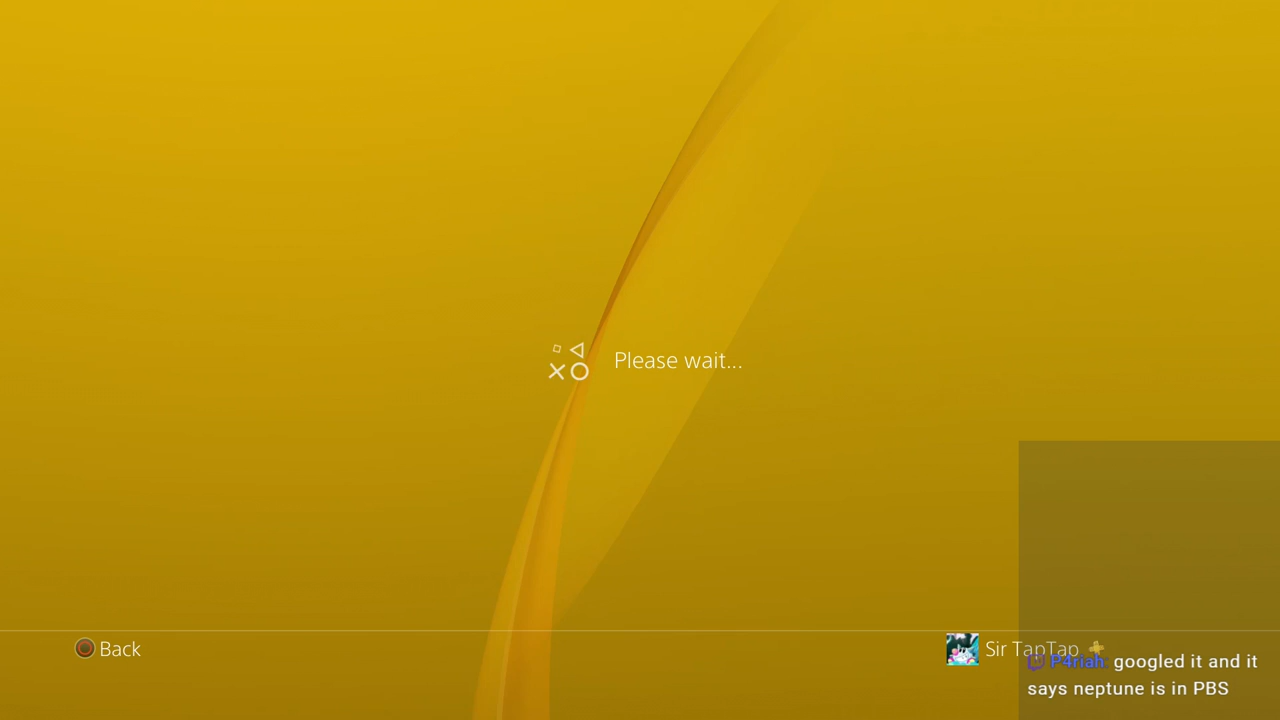 Please wait...
Back
Sir TapTap
P4riah: googled it and it
says neptune is in PBS